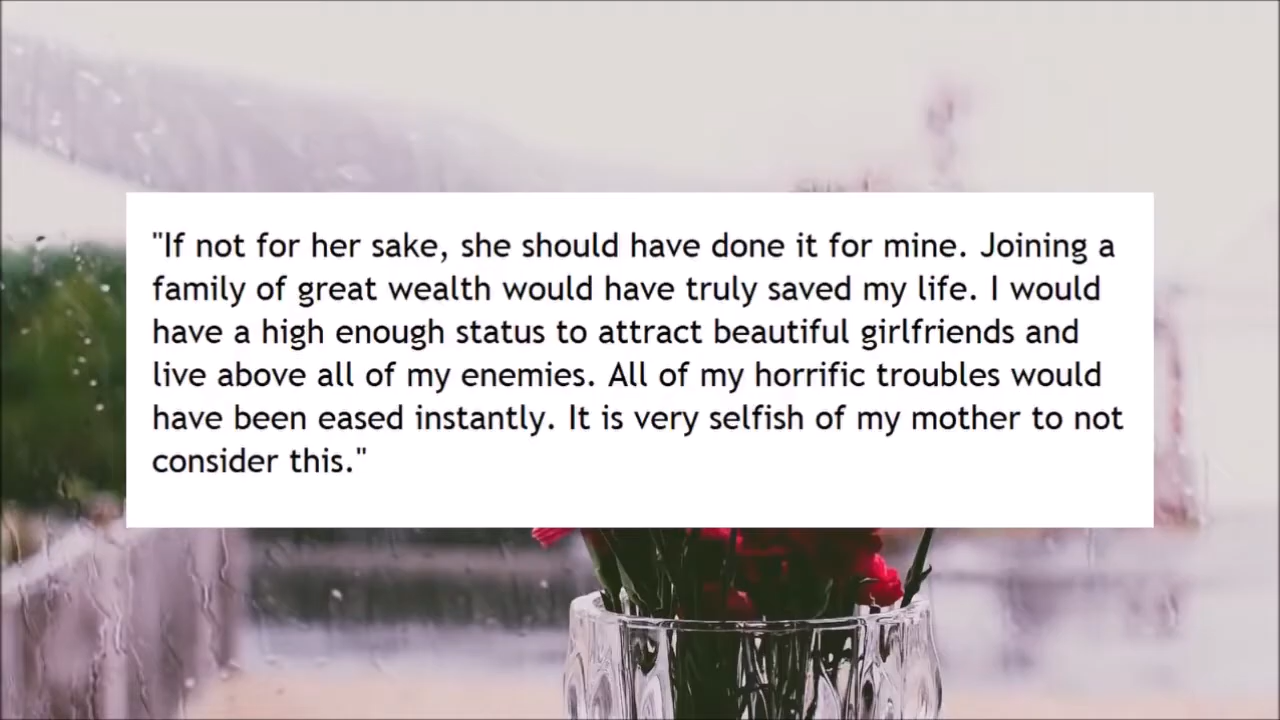 "If not for her sake, she should have done it for mine. Joining a
family of great wealth would have truly saved my life. I would
have a high enough status to attract beautiful girlfriends and
live above all of my enemies. All of my horrific troubles would
have been eased instantly. It is very selfish of my mother to not
consider this."